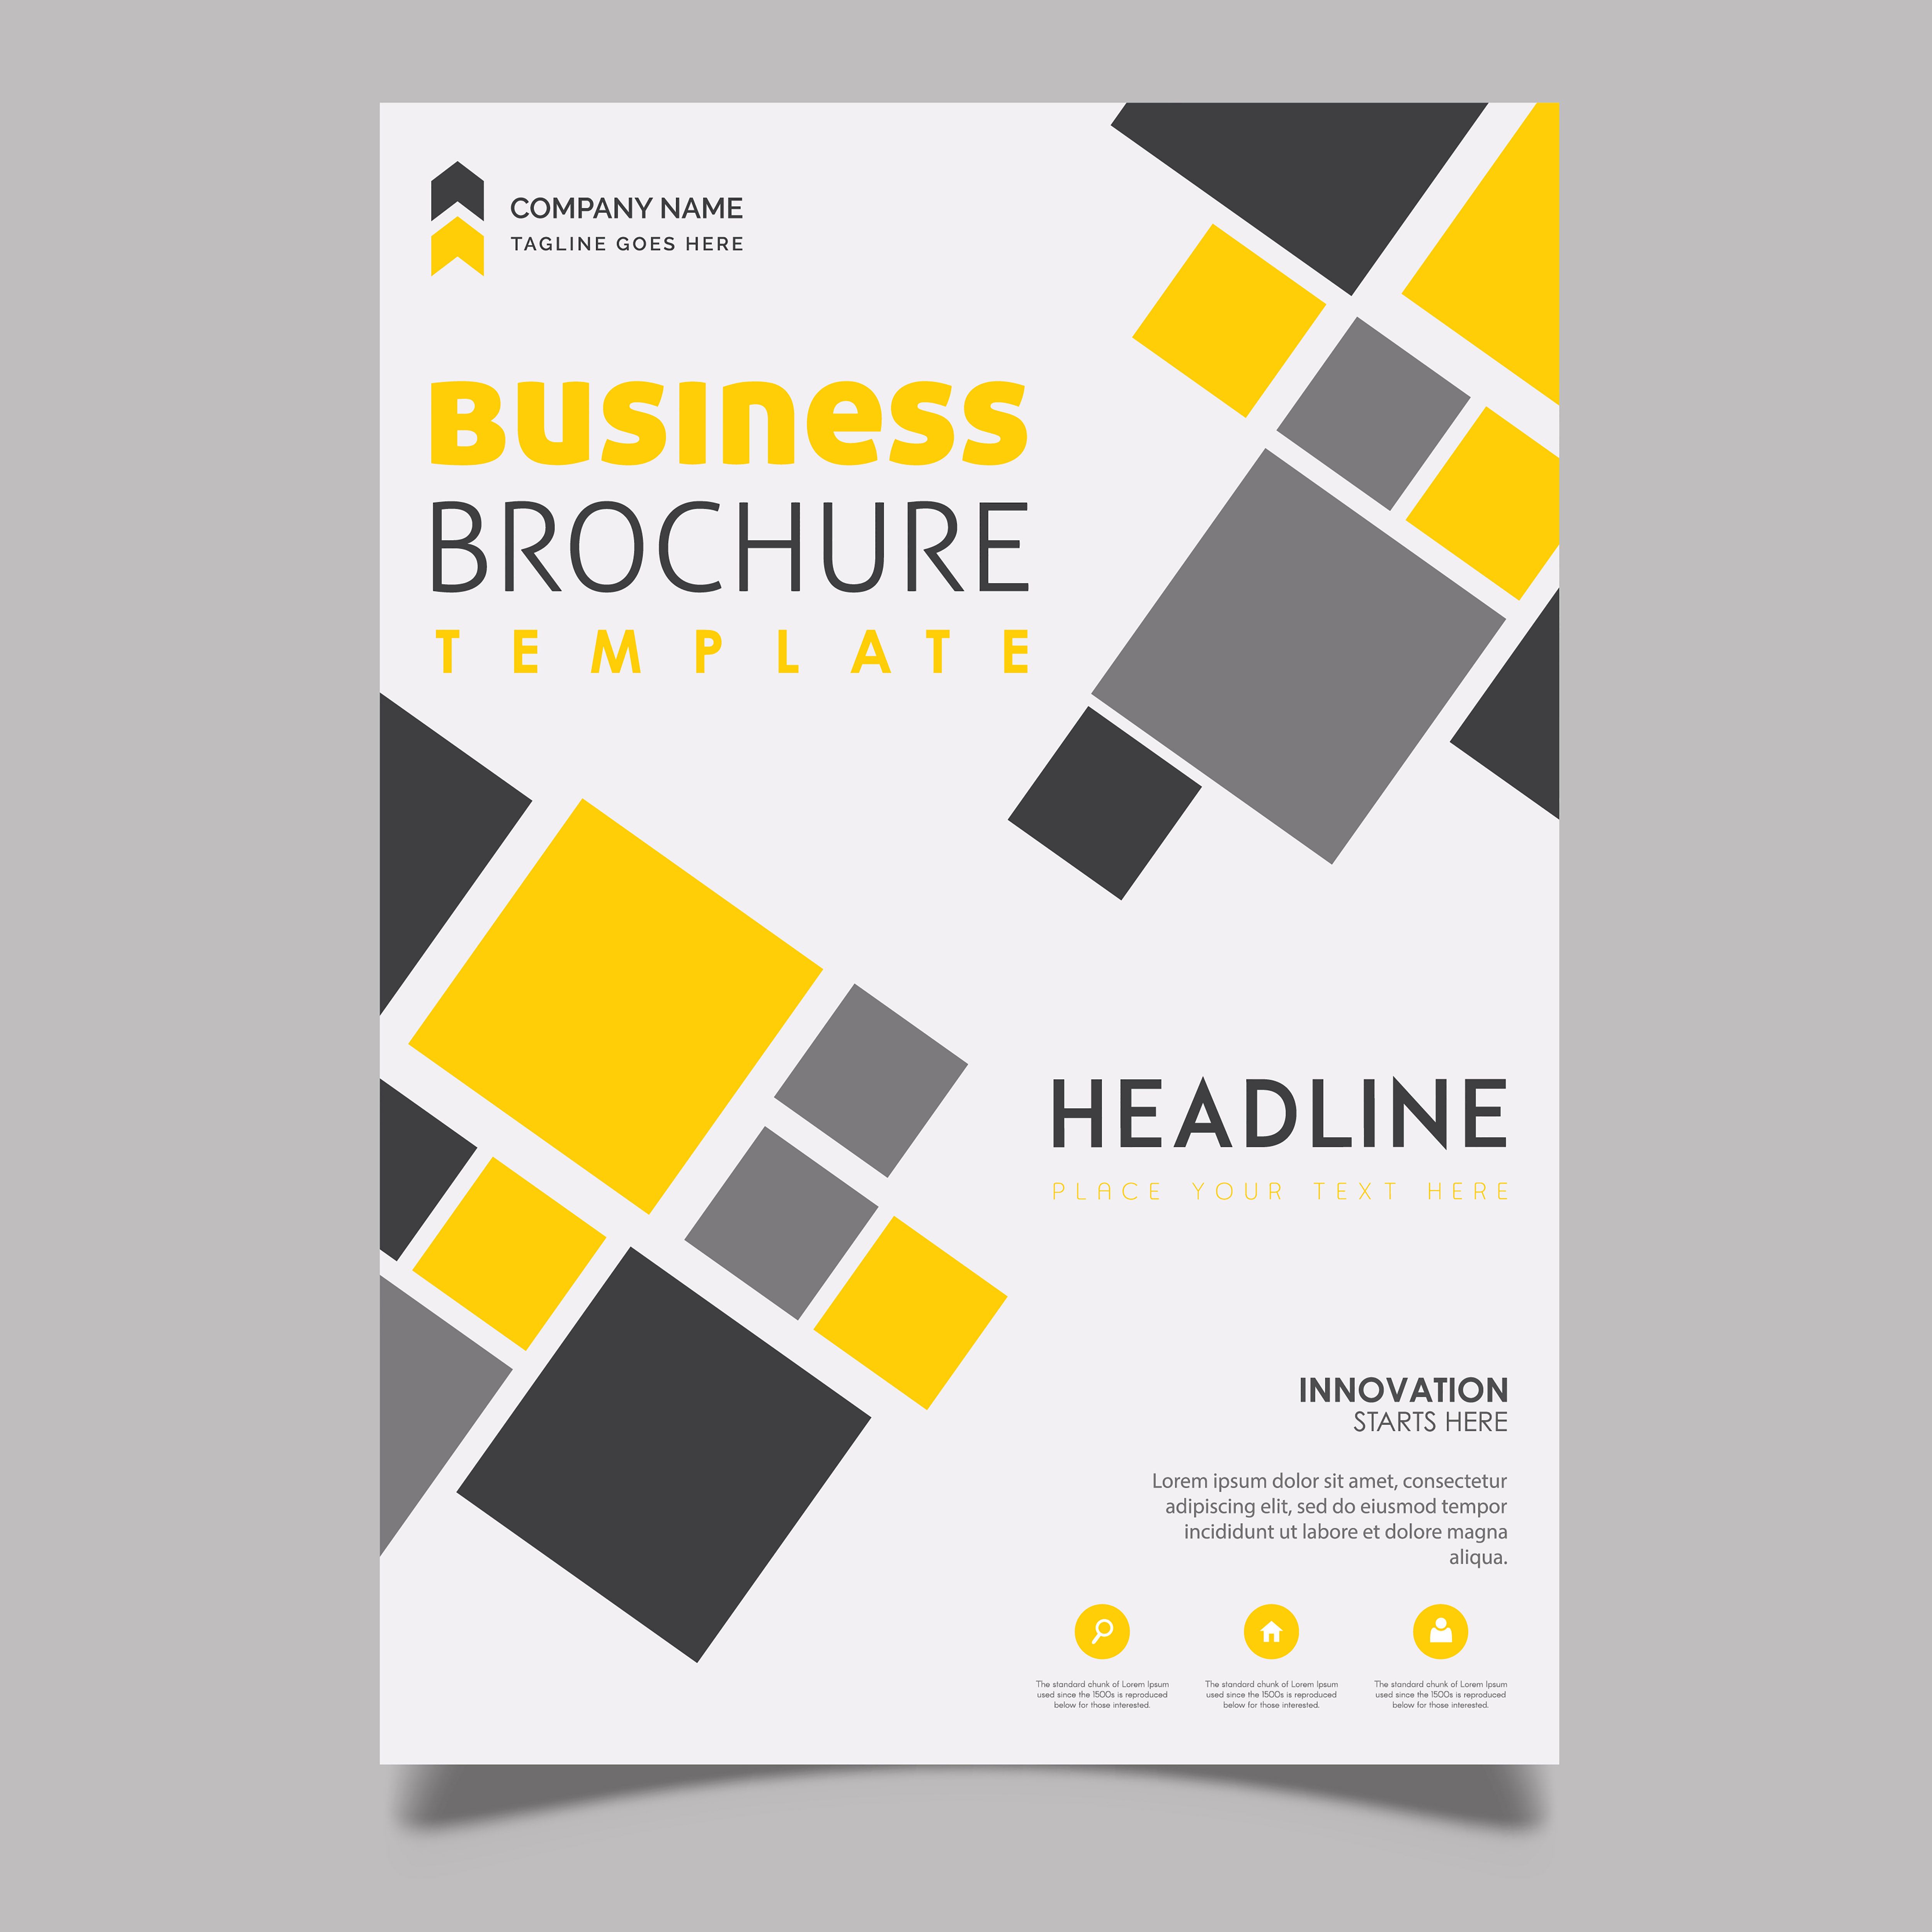 COMPANY NAME
TAGLINE GOES HERE
Business
BROCHURE
TEMPLATE
HEADLINE
PLACE YOUR TEXT HERE
INNOVATION
STARTS HERE
Lorem ipsum dolor sit amet, consectetur
adipiscing elit, sed do eiusmod tempor
incididunt ut labore et dolore magna
aliqua.
The standard chunk of Lorem Ipsum
used since the 1500s is reproduced
below for those interested.
The standard chunk of Lorem Ipsum
used since the 1500s is reproduced
below for those interested.
The standard chunk of Lorem Ipsum
used since the 1500s is reproduced
below for those interested.